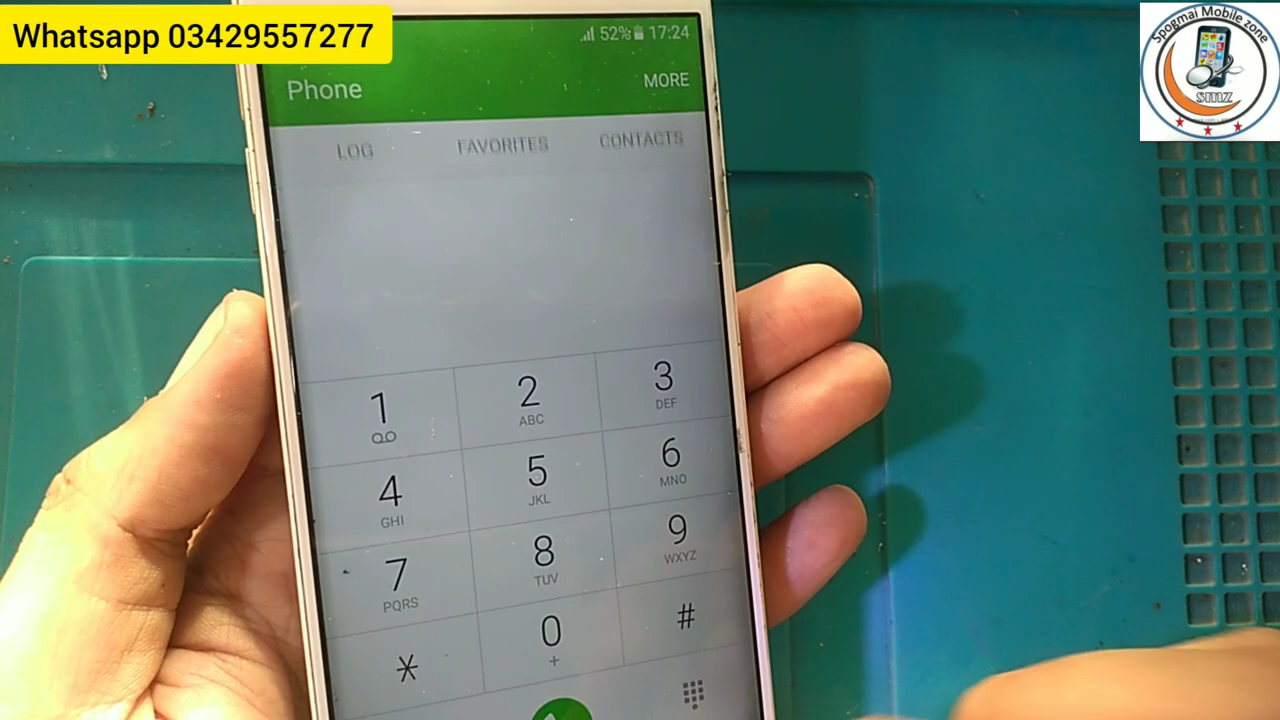 Whatsapp 03429557277
52% 17:24
Phone
MORE
LOG FAVORITES CONTACTS
1 2 ABC 3 DEF
4 GHI 5 JKL 6 MNO
7 PQRS 8 TUV 9 WXYZ
* 0 + #
Spogmai Mobile zone
smz